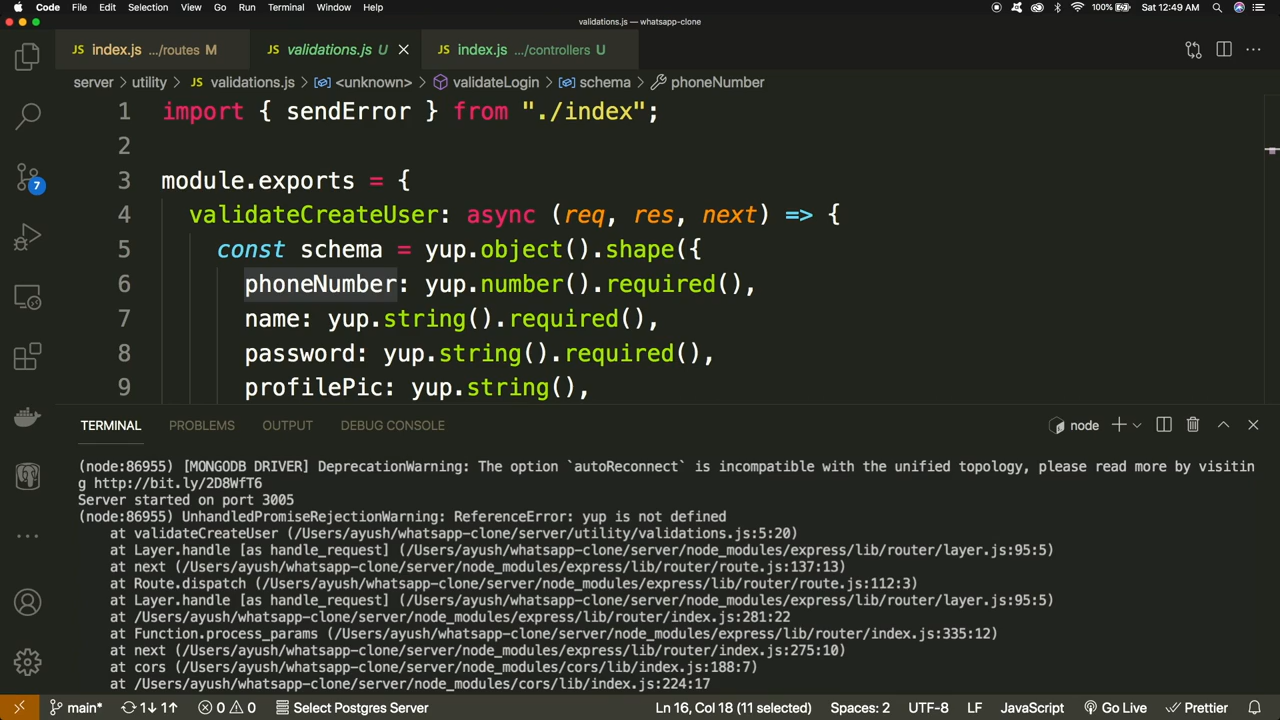 Code File Edit Selection View Go Run Terminal Window Help 100% Sat 12:49 AM
validations.js — whatsapp-clone
JS index.js .../routes M JS validations.js U JS index.js .../controllers U
server > utility > JS validations.js > <unknown> > validateLogin > schema > phoneNumber
1 import { sendError } from "./index";
2
3 module.exports = {
4 validateCreateUser: async (req, res, next) => {
5 const schema = yup.object().shape({
6 phoneNumber: yup.number().required(),
7 name: yup.string().required(),
8 password: yup.string().required(),
9 profilePic: yup.string(),
7
TERMINAL PROBLEMS OUTPUT DEBUG CONSOLE node
(node:86955) [MONGODB DRIVER] DeprecationWarning: The option `autoReconnect` is incompatible with the unified topology, please read more by visitin
g http://bit.ly/2D8WfT6
Server started on port 3005
(node:86955) UnhandledPromiseRejectionWarning: ReferenceError: yup is not defined
at validateCreateUser (/Users/ayush/whatsapp-clone/server/utility/validations.js:5:20)
at Layer.handle [as handle_request] (/Users/ayush/whatsapp-clone/server/node_modules/express/lib/router/layer.js:95:5)
at next (/Users/ayush/whatsapp-clone/server/node_modules/express/lib/router/route.js:137:13)
at Route.dispatch (/Users/ayush/whatsapp-clone/server/node_modules/express/lib/router/route.js:112:3)
at Layer.handle [as handle_request] (/Users/ayush/whatsapp-clone/server/node_modules/express/lib/router/layer.js:95:5)
at /Users/ayush/whatsapp-clone/server/node_modules/express/lib/router/index.js:281:22
at Function.process_params (/Users/ayush/whatsapp-clone/server/node_modules/express/lib/router/index.js:335:12)
at next (/Users/ayush/whatsapp-clone/server/node_modules/express/lib/router/index.js:275:10)
at cors (/Users/ayush/whatsapp-clone/server/node_modules/cors/lib/index.js:188:7)
at /Users/ayush/whatsapp-clone/server/node_modules/cors/lib/index.js:224:17
main* 1↓ 1↑ 0 0 Select Postgres Server Ln 16, Col 18 (11 selected) Spaces: 2 UTF-8 LF JavaScript Go Live Prettier